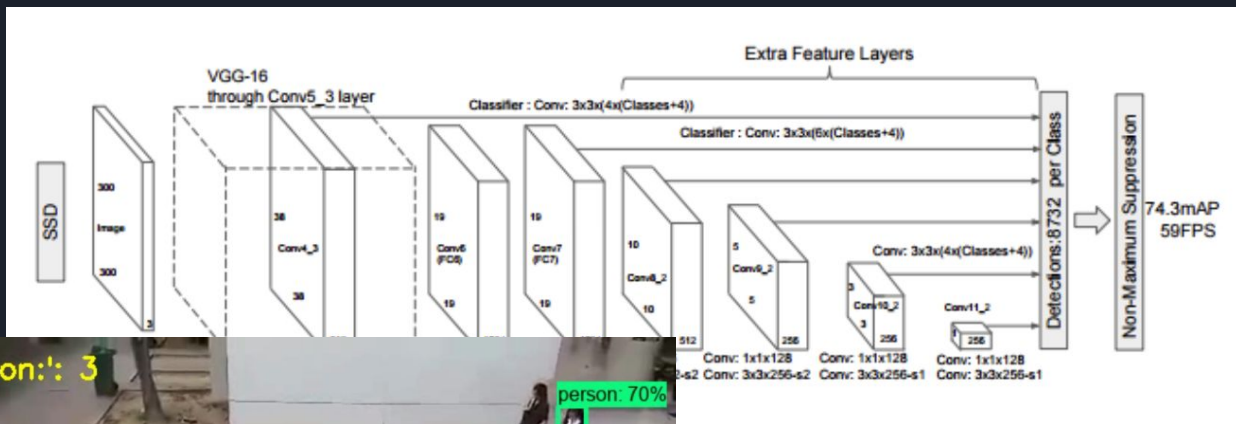 Extra Feature Layers
VGG-16
through Conv5_3 layer
Classifier : Conv: 3x3x(4x(Classes+4))
Classifier : Conv: 3x3x(6x(Classes+4))
SSD
300
Image
300
3
38
Conv4_3
38
19
Conv6
(FC6)
19
19
Conv7
(FC7)
19
10
Conv8_2
10
512
5
Conv9_2
5
256
Conv: 3x3x(4x(Classes+4))
3
Conv10_2
3
256
Conv11_2
1
256
Detections:8732 per Class
Non-Maximum Suppression
74.3mAP
59FPS
2-s2
Conv: 1x1x128
Conv: 3x3x256-s2
Conv: 1x1x128
Conv: 3x3x256-s1
Conv: 1x1x128
Conv: 3x3x256-s1
on:': 3
person: 70%